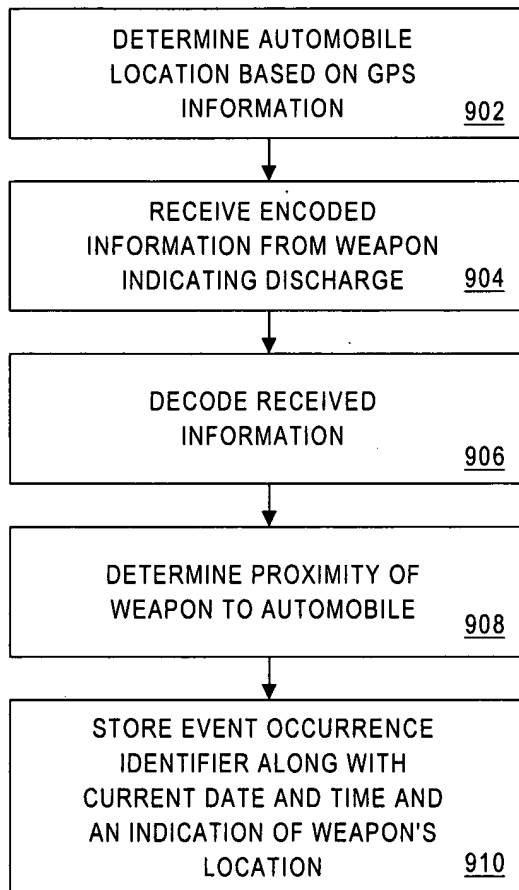 DETERMINE AUTOMOBILE
LOCATION BASED ON GPS
INFORMATION
902
RECEIVE ENCODED
INFORMATION FROM WEAPON
INDICATING DISCHARGE
904
DECODE RECEIVED
INFORMATION
906
DETERMINE PROXIMITY OF
WEAPON TO AUTOMOBILE
908
STORE EVENT OCCURRENCE
IDENTIFIER ALONG WITH
CURRENT DATE AND TIME AND
AN INDICATION OF WEAPON'S
LOCATION
910